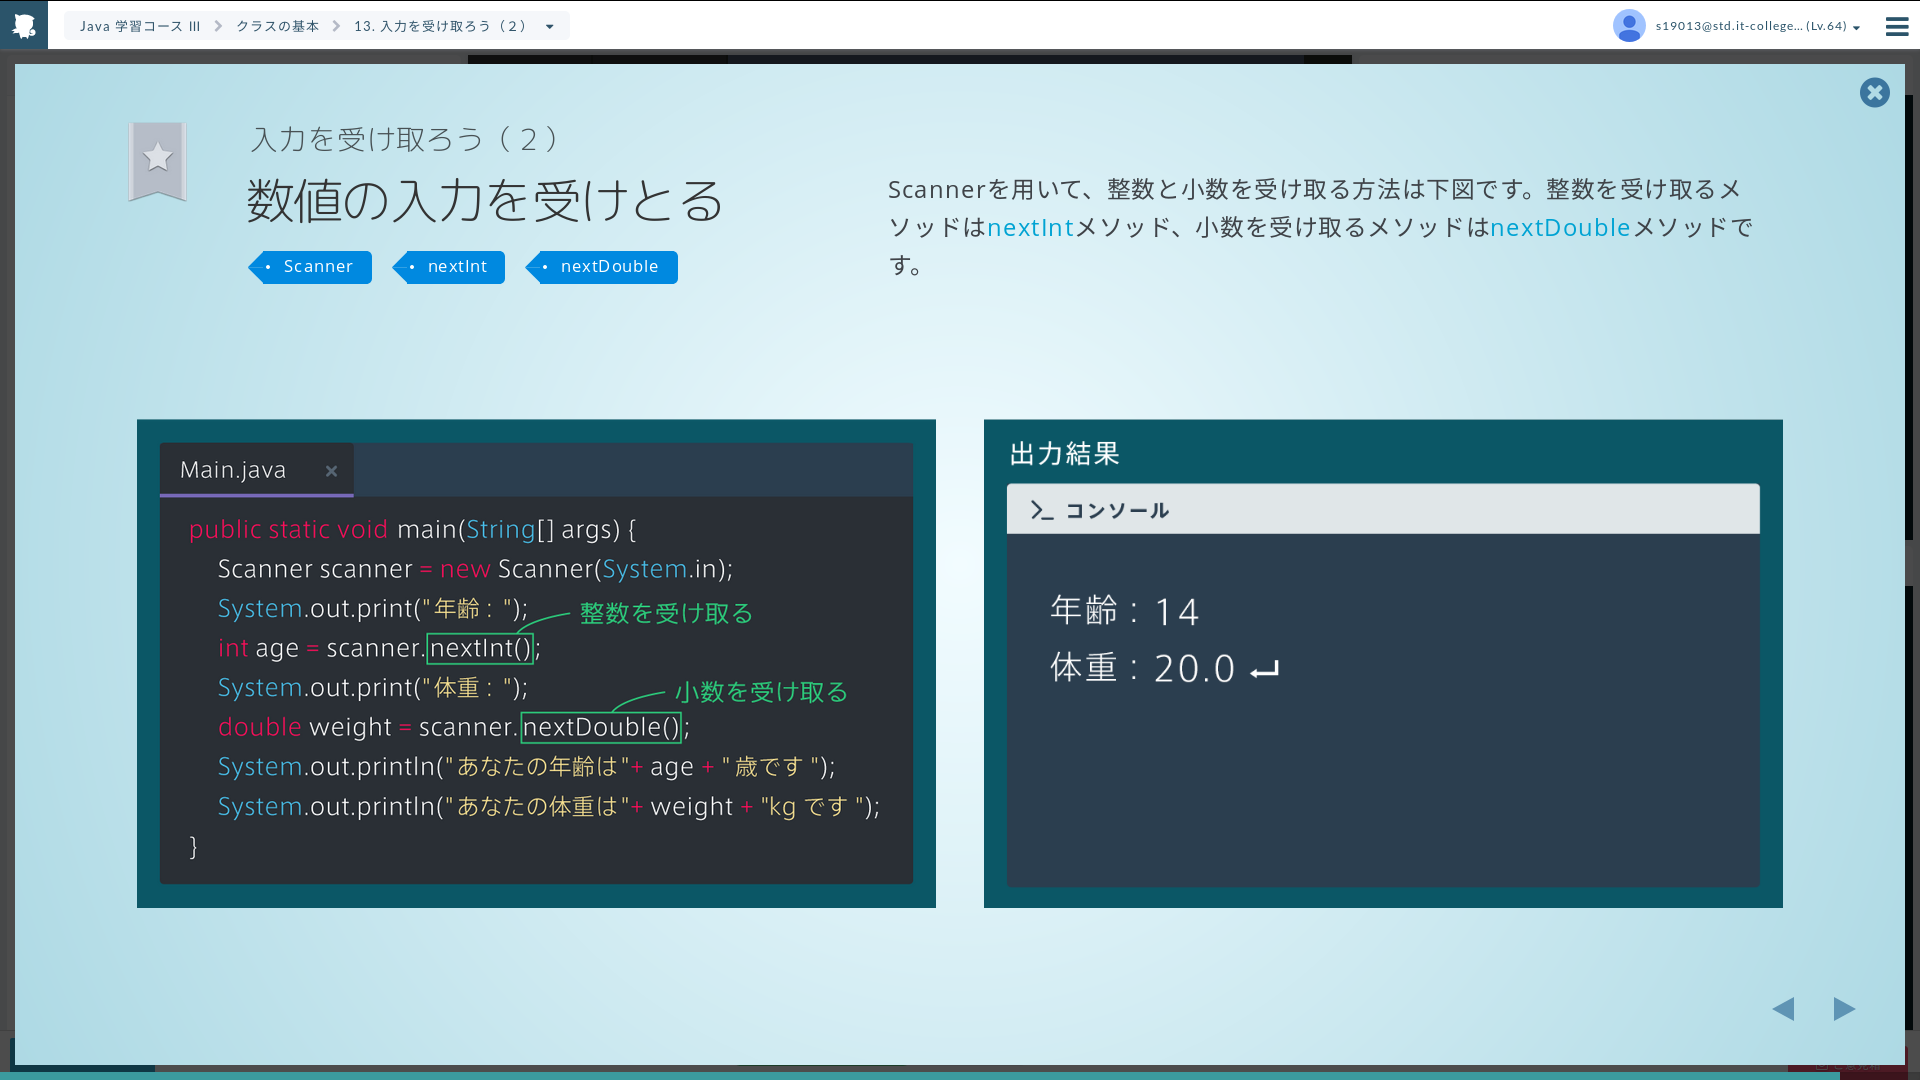 Java 学習コース III
クラスの基本
13. 入力を受け取ろう（２）
s19013@std.it-college... (Lv.64)
入力を受け取ろう（２）
数値の入力を受けとる
Scanner
nextInt
nextDouble
Scannerを用いて、整数と小数を受け取る方法は下図です。整数を受け取るメ
ソッドはnextIntメソッド、小数を受け取るメソッドはnextDoubleメソッドで
す。
Main.java
public static void main(String[] args) {
Scanner scanner = new Scanner(System.in);
System.out.print("年齢 : ");
整数を受け取る
int age = scanner.nextInt();
System.out.print("体重 : ");
小数を受け取る
double weight = scanner.nextDouble();
System.out.println("あなたの年齢は"+ age + "歳です ");
System.out.println("あなたの体重は"+ weight + "kg です ");
}
出力結果
コンソール
年齢 : 14
体重 : 20.0